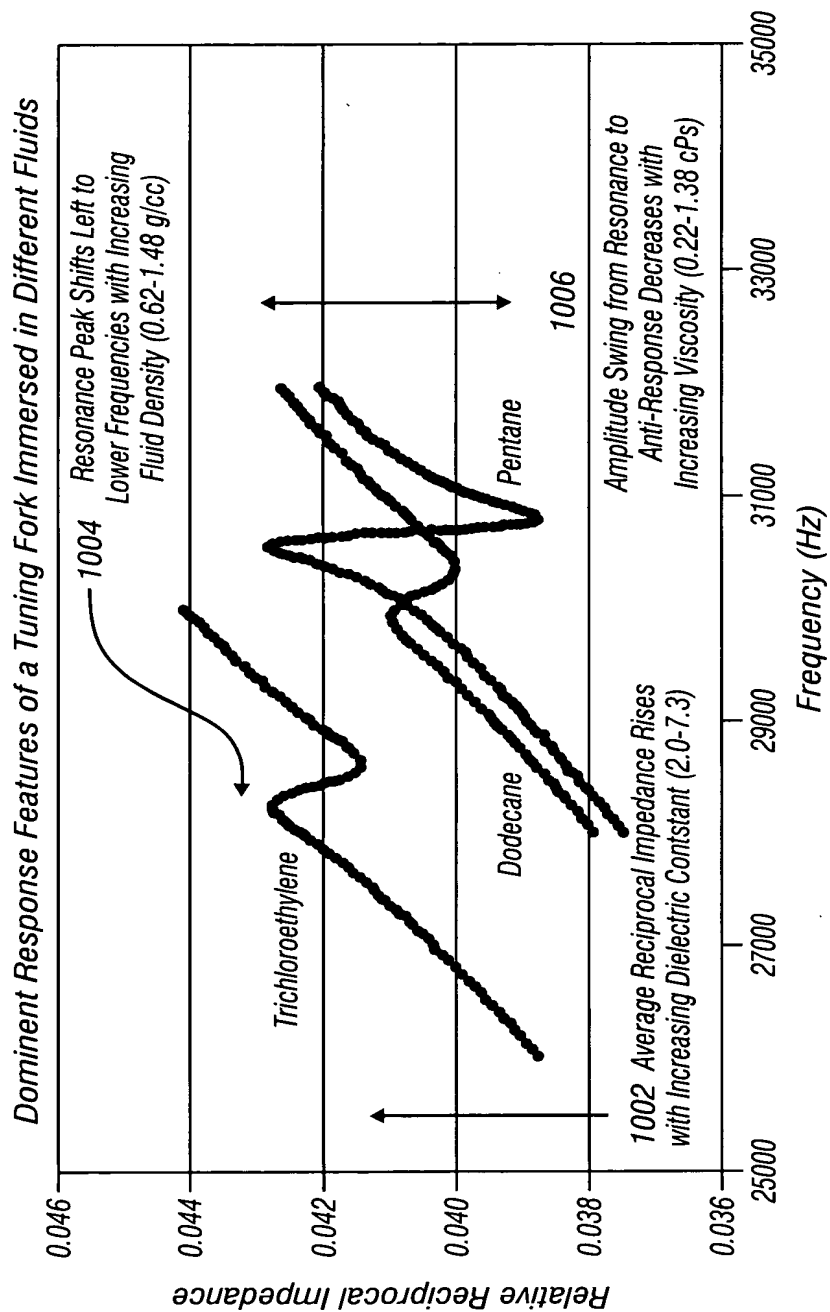 Dominent Response Features of a Tuning Fork Immersed in Different Fluids
Relative Reciprocal Impedance
0.046
0.044
0.042
0.040
0.038
0.036
1004
Resonance Peak Shifts Left to
Lower Frequencies with Increasing
Fluid Density (0.62-1.48 g/cc)
Trichloroethylene
Dodecane
Pentane
1002 Average Reciprocal Impedance Rises
with Increasing Dielectric Contstant (2.0-7.3)
1006
Amplitude Swing from Resonance to
Anti-Response Decreases with
Increasing Viscosity (0.22-1.38 cPs)
25000
27000
29000
31000
33000
35000
Frequency (Hz)